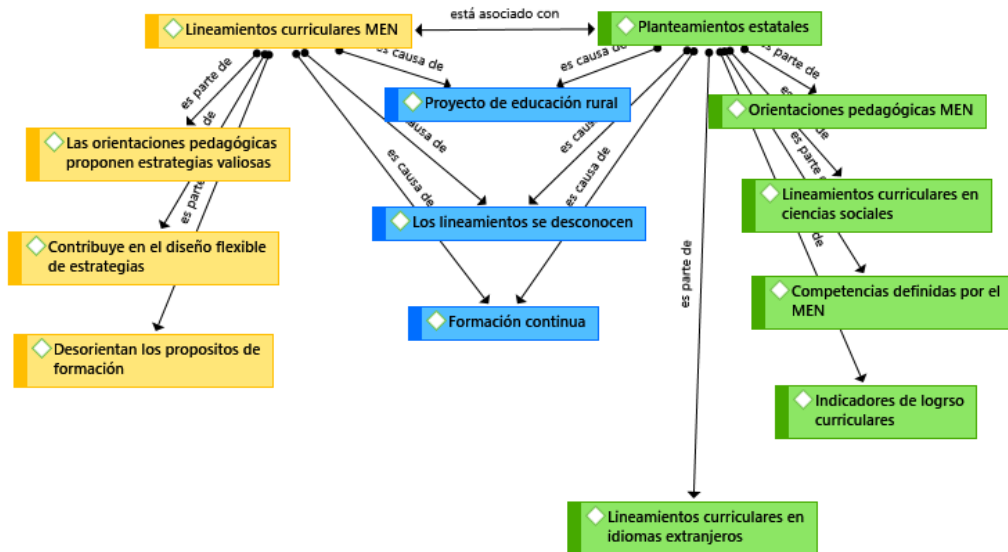 está asociado con
Lineamientos curriculares MEN
Planteamientos estatales
es causa de
es causa de
es parte de
es parte de
Proyecto de educación rural
Orientaciones pedagógicas MEN
Las orientaciones pedagógicas
proponen estrategias valiosas
de
causa de
es cau
de
es parte d
es causa de
es causa de
Lineamientos curriculares en
ciencias sociales
es parte
Los lineamientos se desconocen
Contribuye en el diseño flexible
de estrategias
de
es parte de
Competencias definidas por el
MEN
Formación continua
Desorientan los propositos de
formación
Indicadores de logrso
curriculares
Lineamientos curriculares en
idiomas extranjeros